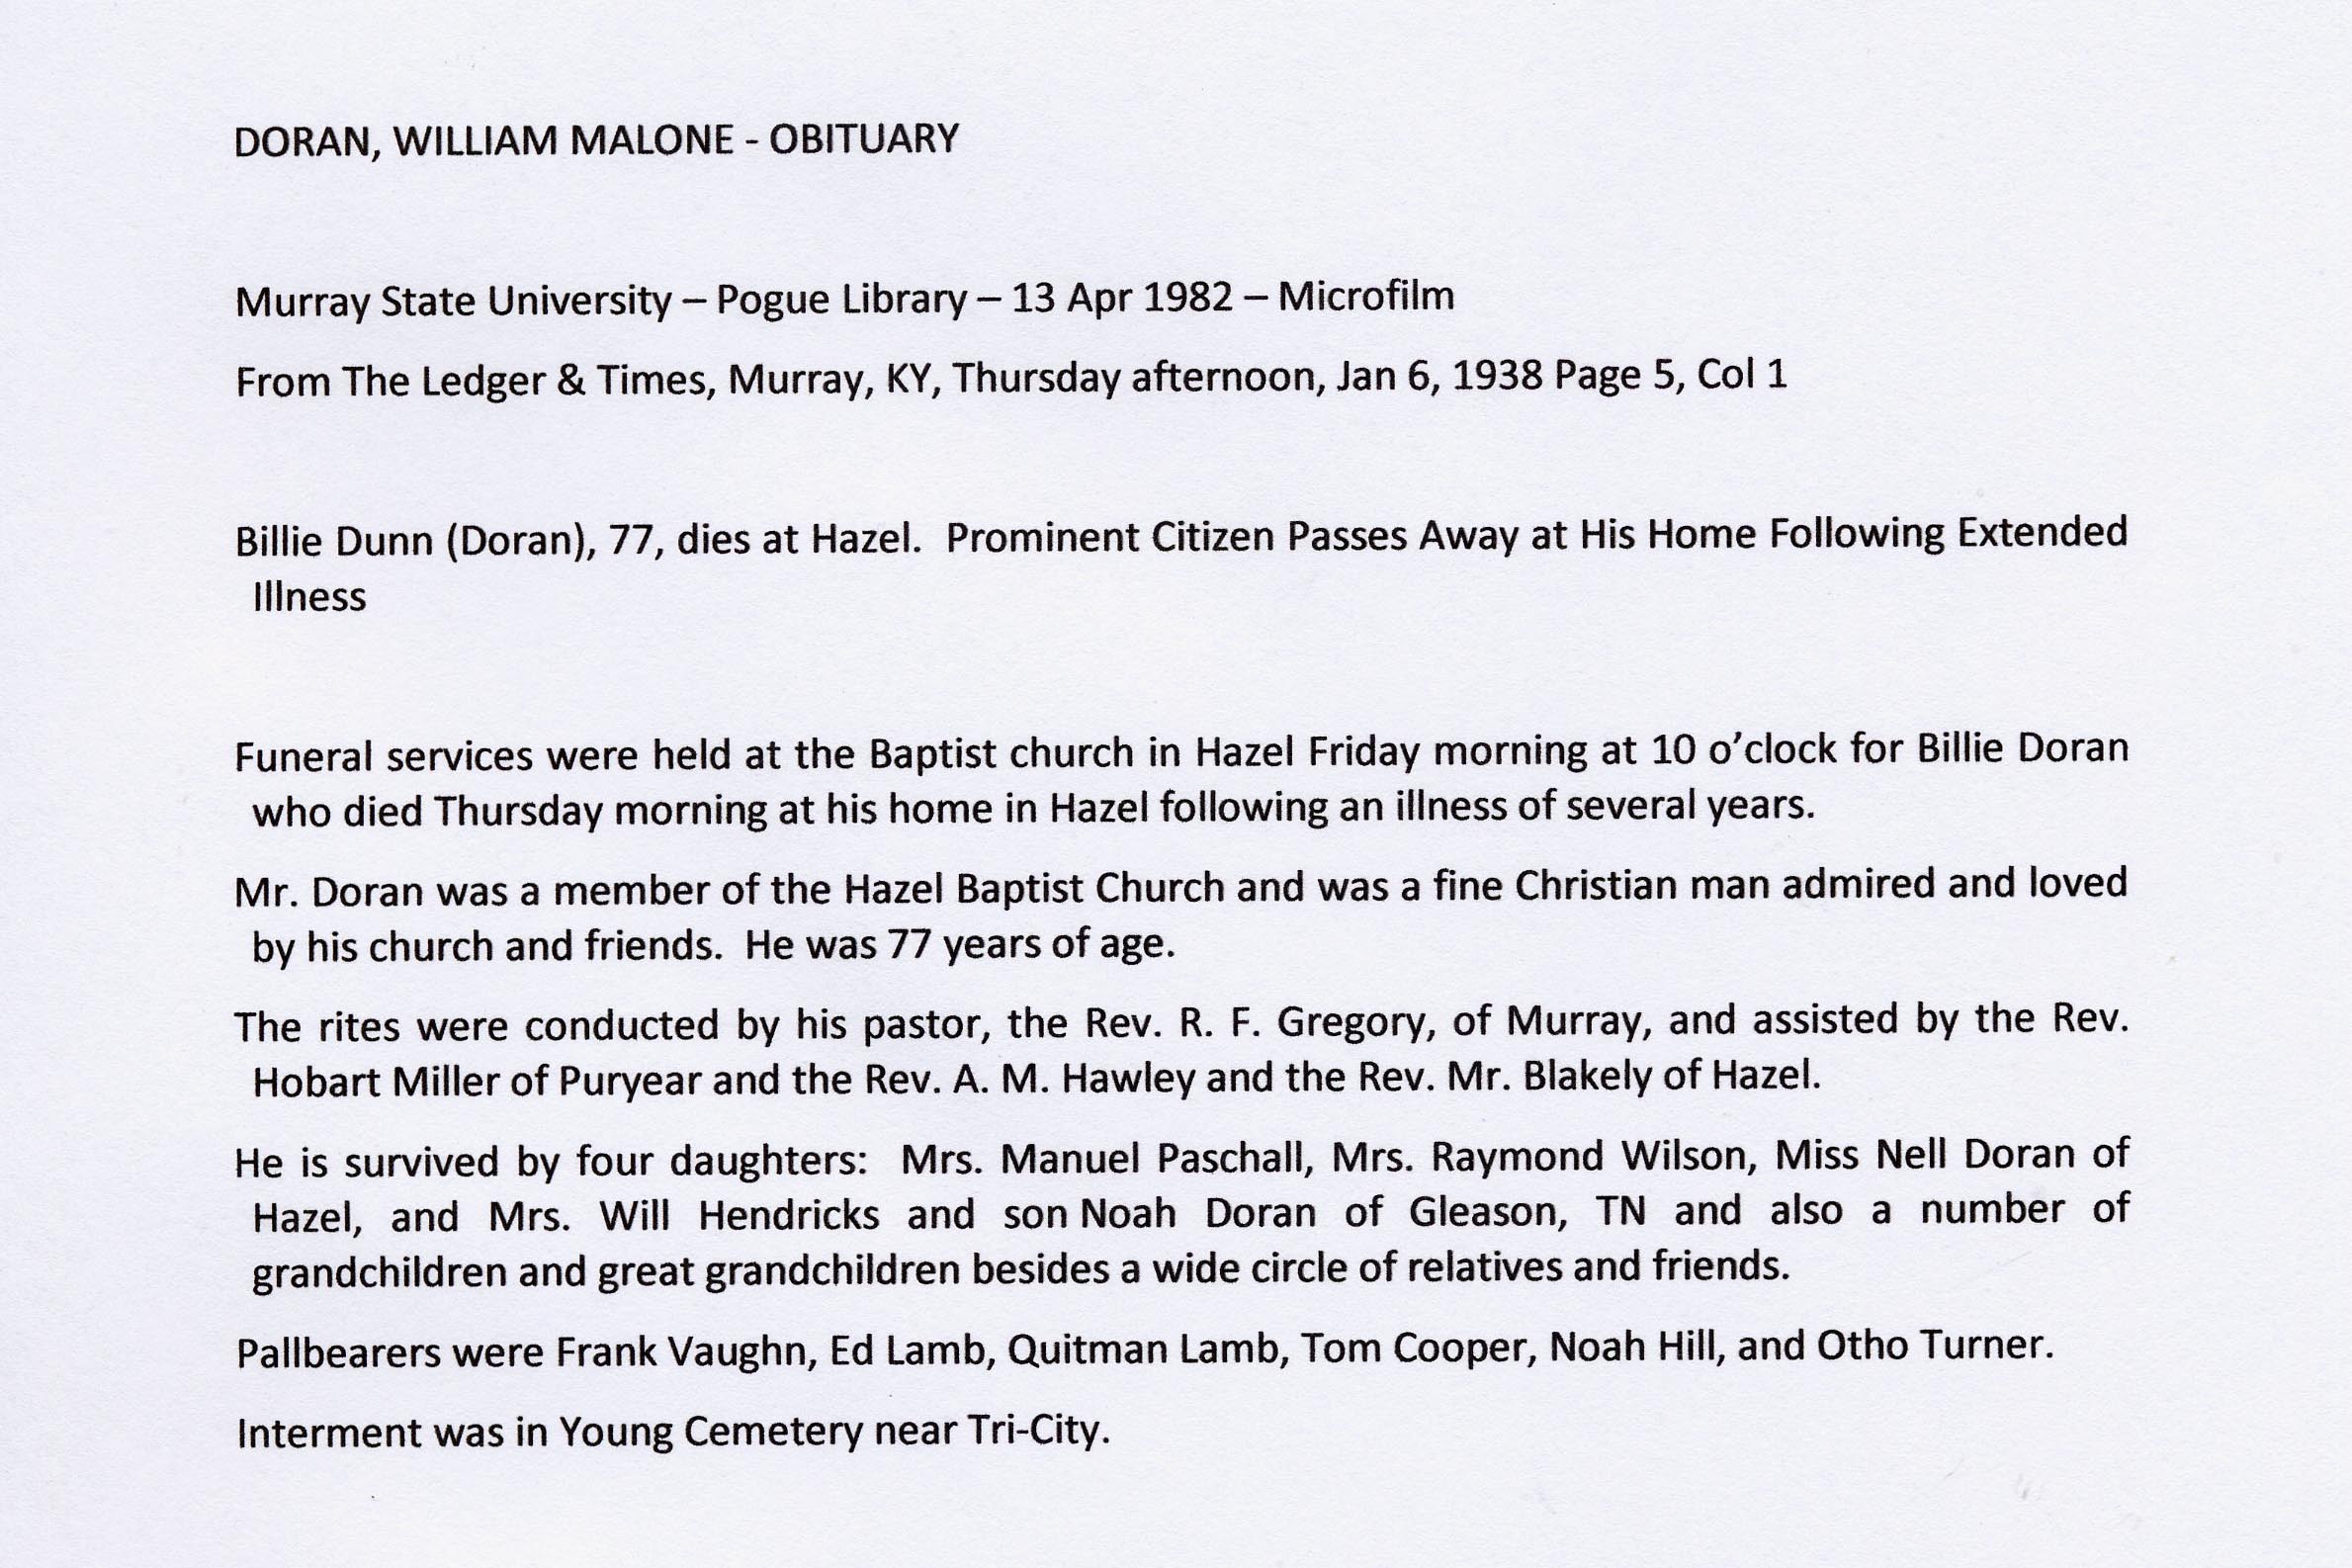 DORAN, WILLIAM MALONE - OBITUARY
Murray State University – Pogue Library – 13 Apr 1982 – Microfilm
From The Ledger & Times, Murray, KY, Thursday afternoon, Jan 6, 1938 Page 5, Col 1
Billie Dunn (Doran), 77, dies at Hazel.  Prominent Citizen Passes Away at His Home Following Extended
Illness
Funeral services were held at the Baptist church in Hazel Friday morning at 10 o’clock for Billie Doran
who died Thursday morning at his home in Hazel following an illness of several years.
Mr. Doran was a member of the Hazel Baptist Church and was a fine Christian man admired and loved
by his church and friends.  He was 77 years of age.
The rites were conducted by his pastor, the Rev. R. F. Gregory, of Murray, and assisted by the Rev.
Hobart Miller of Puryear and the Rev. A. M. Hawley and the Rev. Mr. Blakely of Hazel.
He is survived by four daughters:  Mrs. Manuel Paschall, Mrs. Raymond Wilson, Miss Nell Doran of
Hazel, and Mrs. Will Hendricks and son Noah Doran of Gleason, TN and also a number of
grandchildren and great grandchildren besides a wide circle of relatives and friends.
Pallbearers were Frank Vaughn, Ed Lamb, Quitman Lamb, Tom Cooper, Noah Hill, and Otho Turner.
Interment was in Young Cemetery near Tri-City.